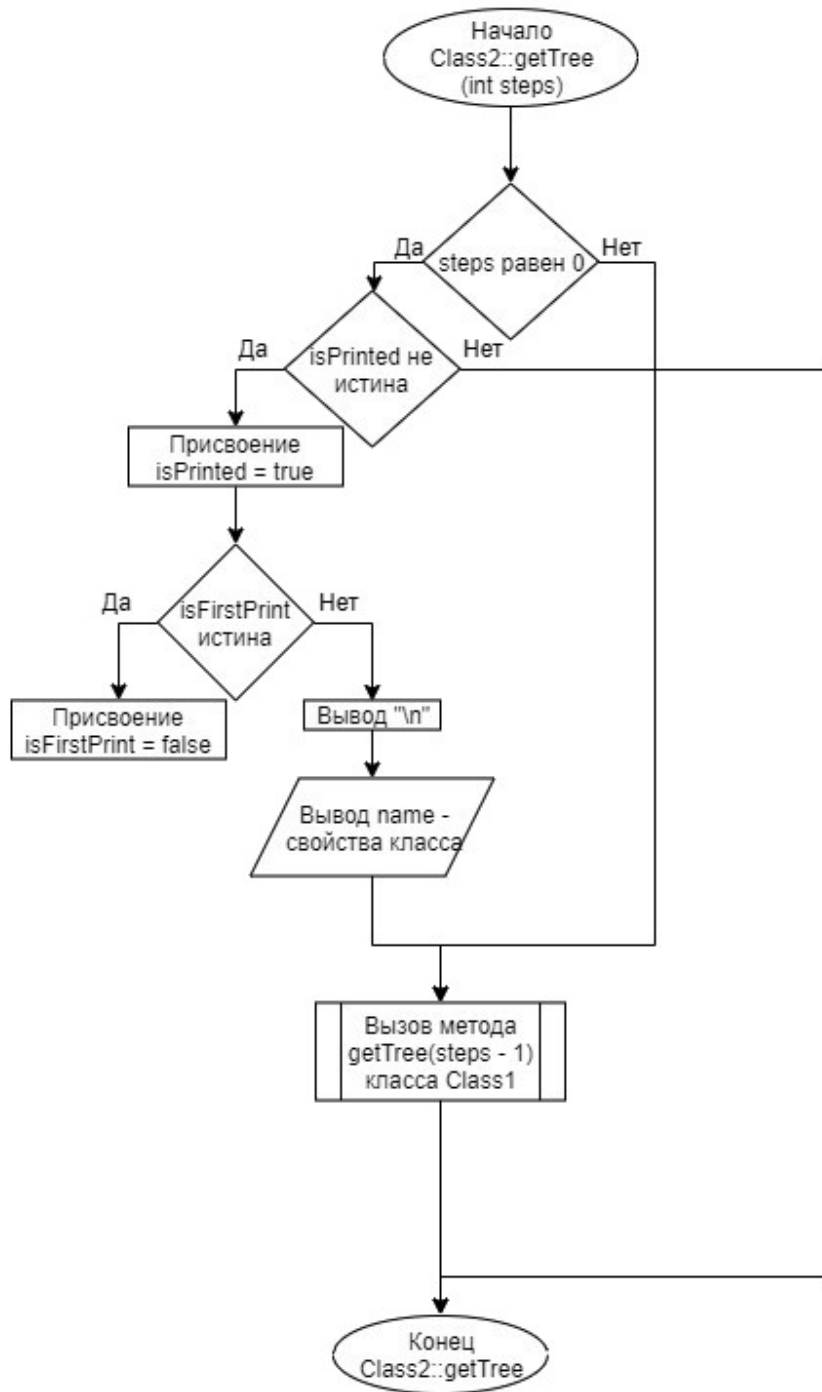 Начало
Class2::getTree
(int steps)
Да
steps равен 0
Нет
Да
isPrinted не
истина
Нет
Присвоение
isPrinted = true
Да
isFirstPrint
истина
Нет
Присвоение
isFirstPrint = false
Вывод "\n"
Вывод name -
свойства класса
Вызов метода
getTree(steps - 1)
класса Class1
Конец
Class2::getTree